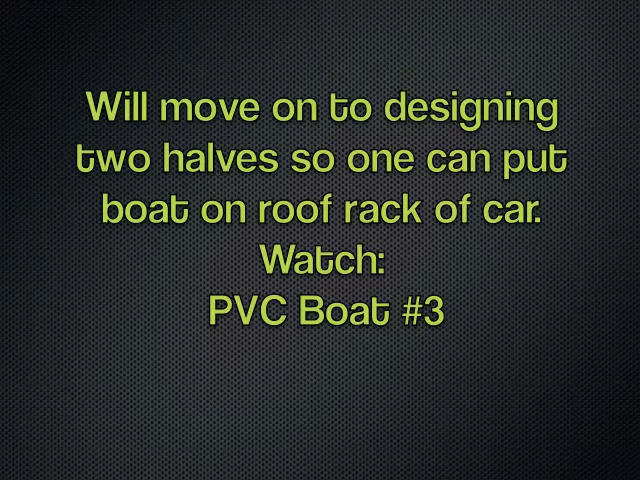 Will move on to designing
two halves so one can put
boat on roof rack of car.
Watch:
PVC Boat #3